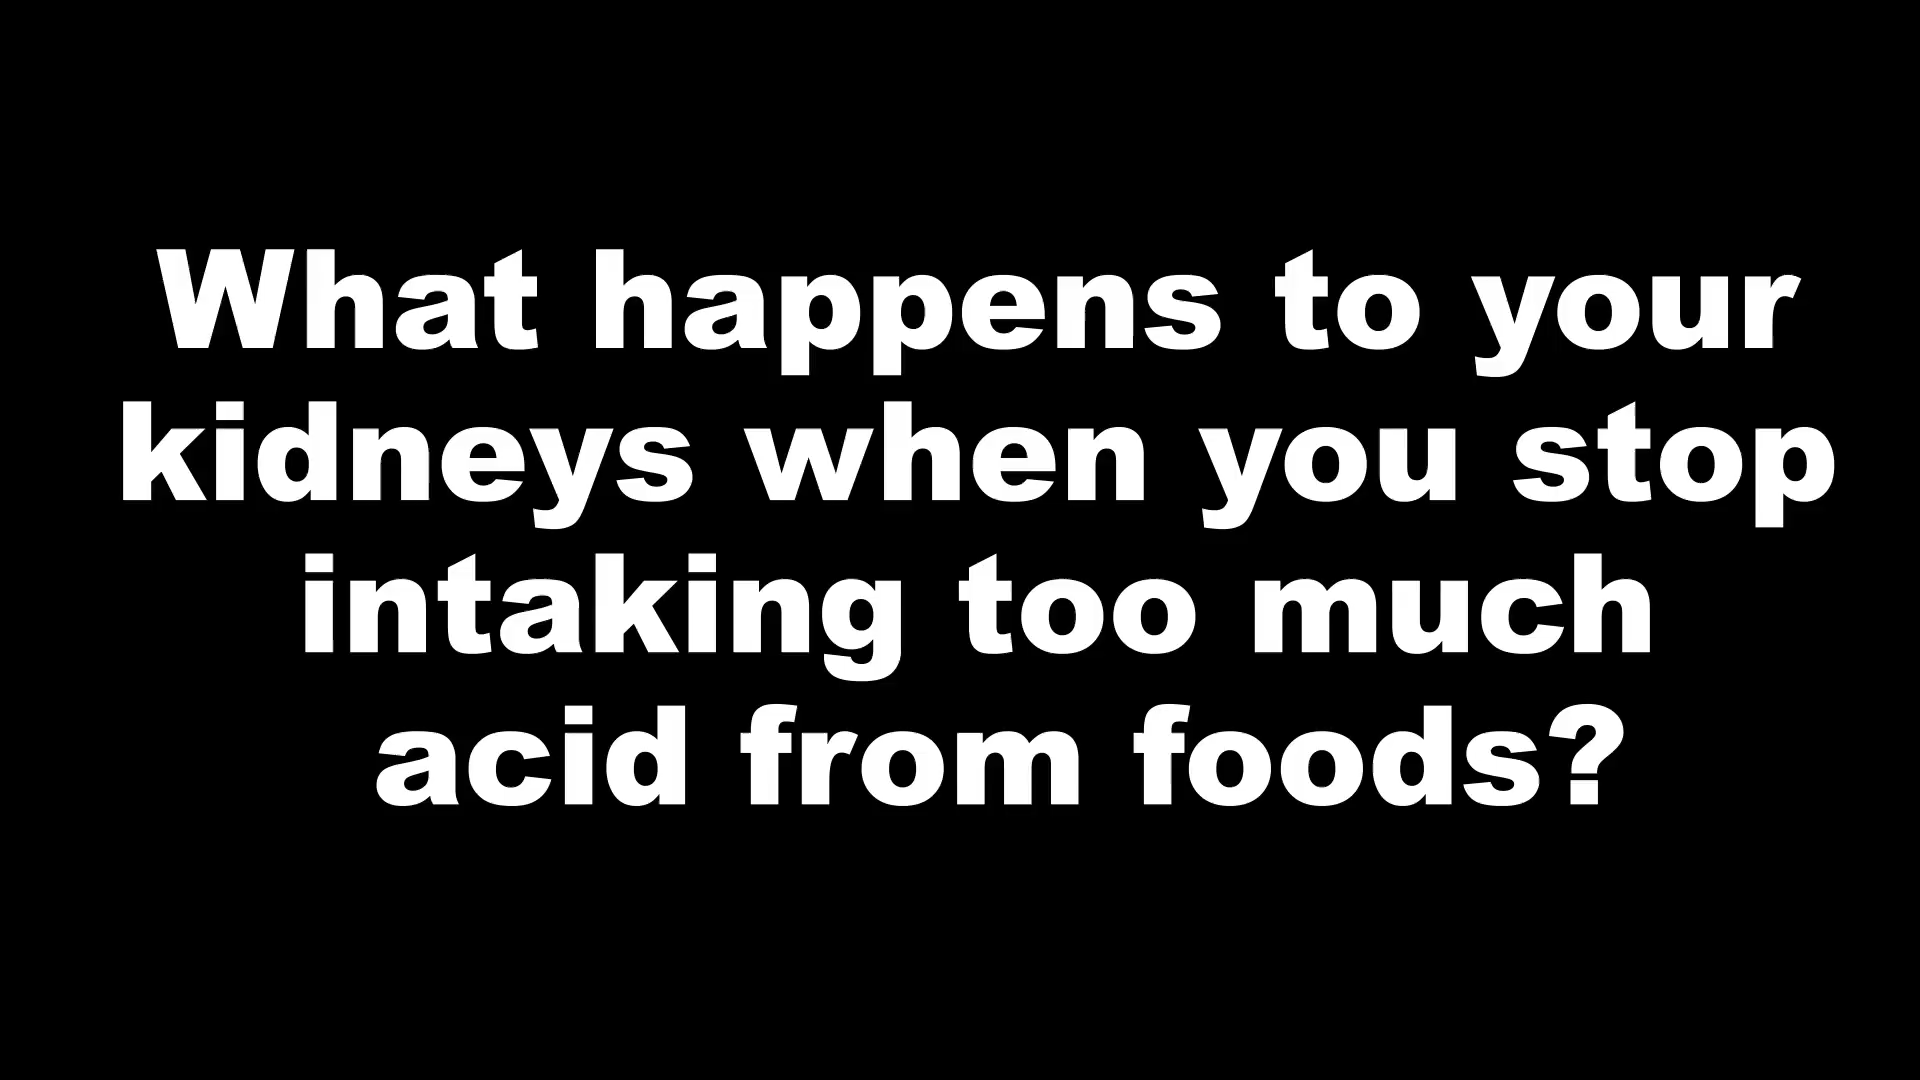 What happens to your
kidneys when you stop
intaking too much
acid from foods?